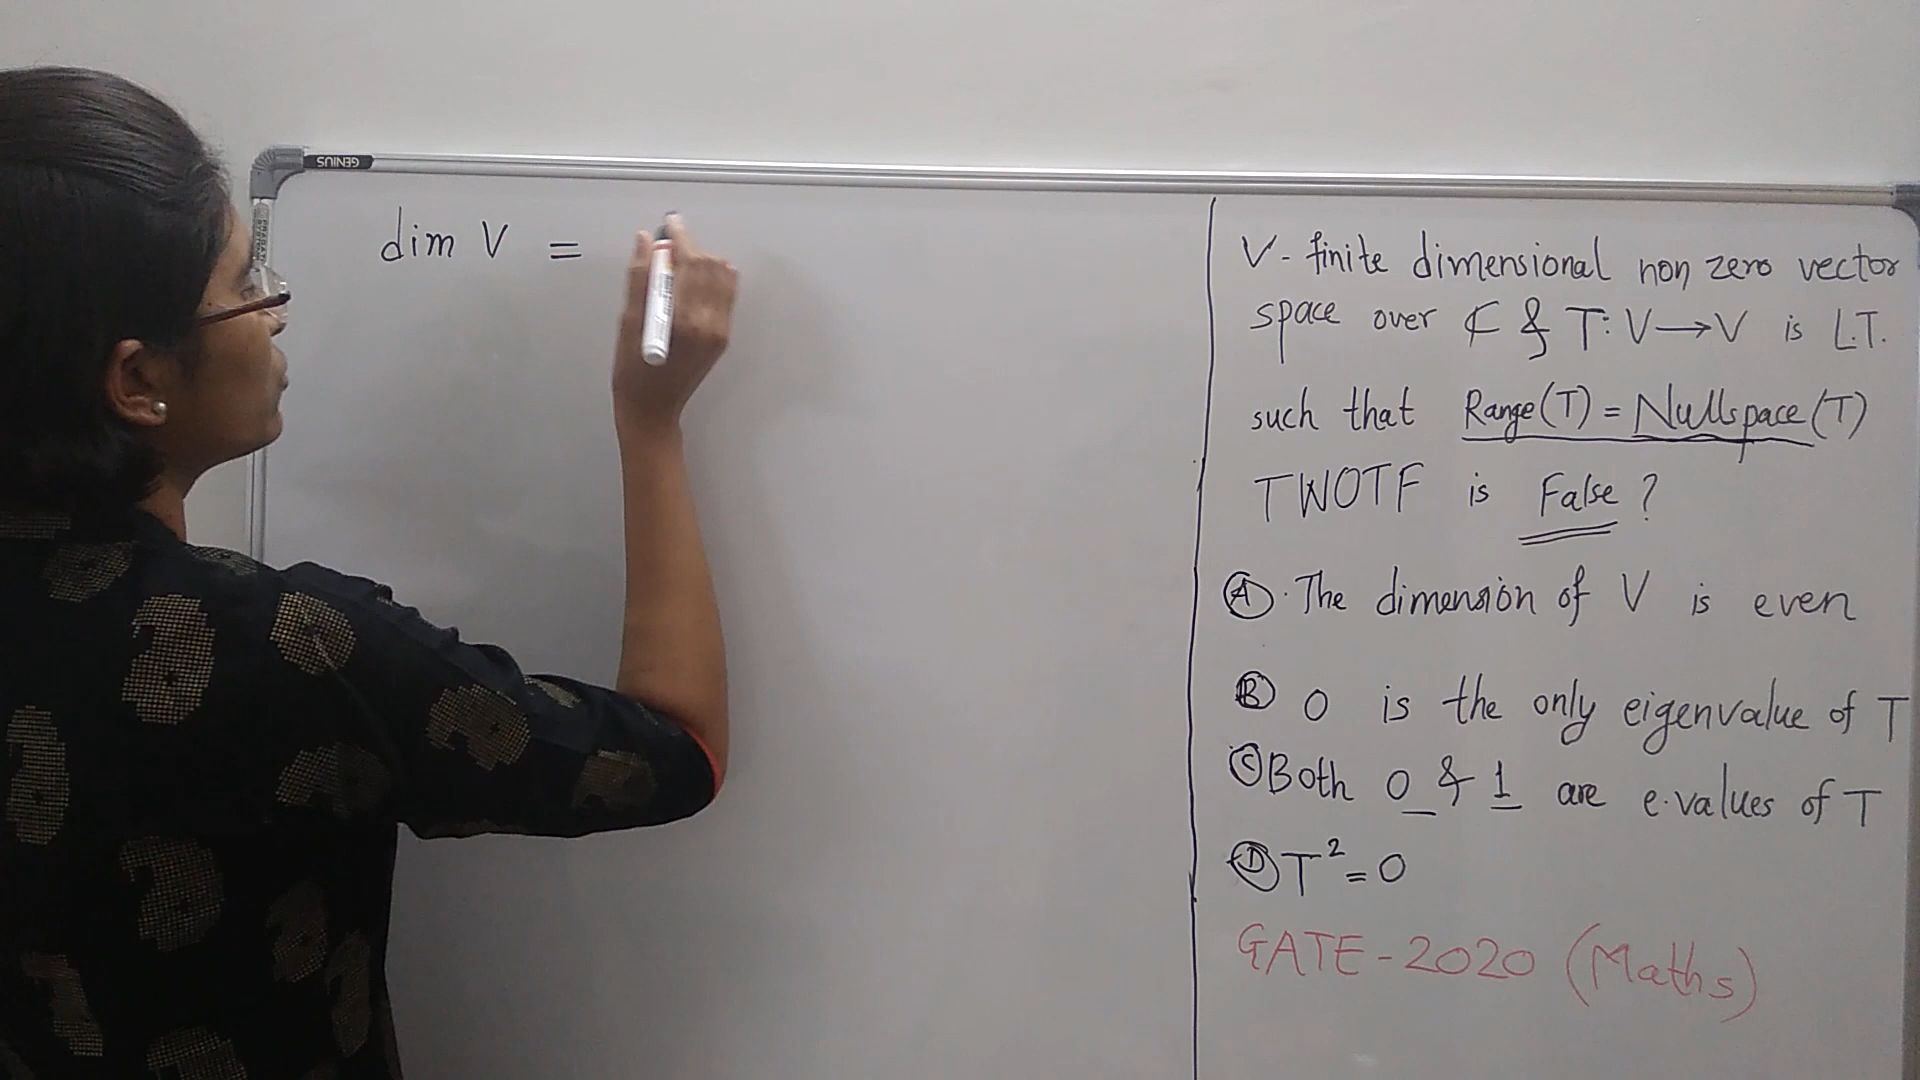 GENIUS
dim V =
V - finite dimensional non zero vector
space over ₵ & T: V→V is L.T.
such that Range(T) = Nullspace(T)
TWOTF is False?
Ⓐ. The dimension of V is even
Ⓑ 0 is the only eigenvalue of T
Ⓒ Both 0 & 1 are e.values of T
Ⓓ T² = 0
GATE-2020 (Maths)